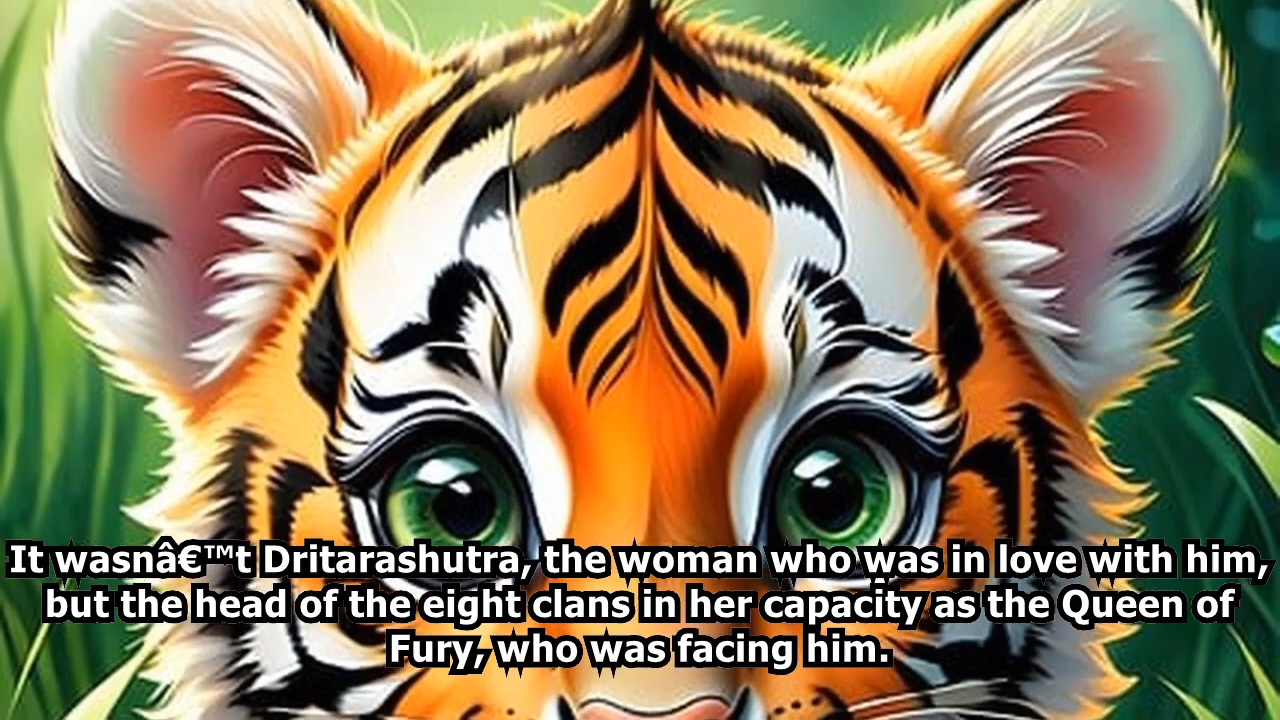 It wasnâ€™t Dritarashutra, the woman who was in love with him,
but the head of the eight clans in her capacity as the Queen of
Fury, who was facing him.